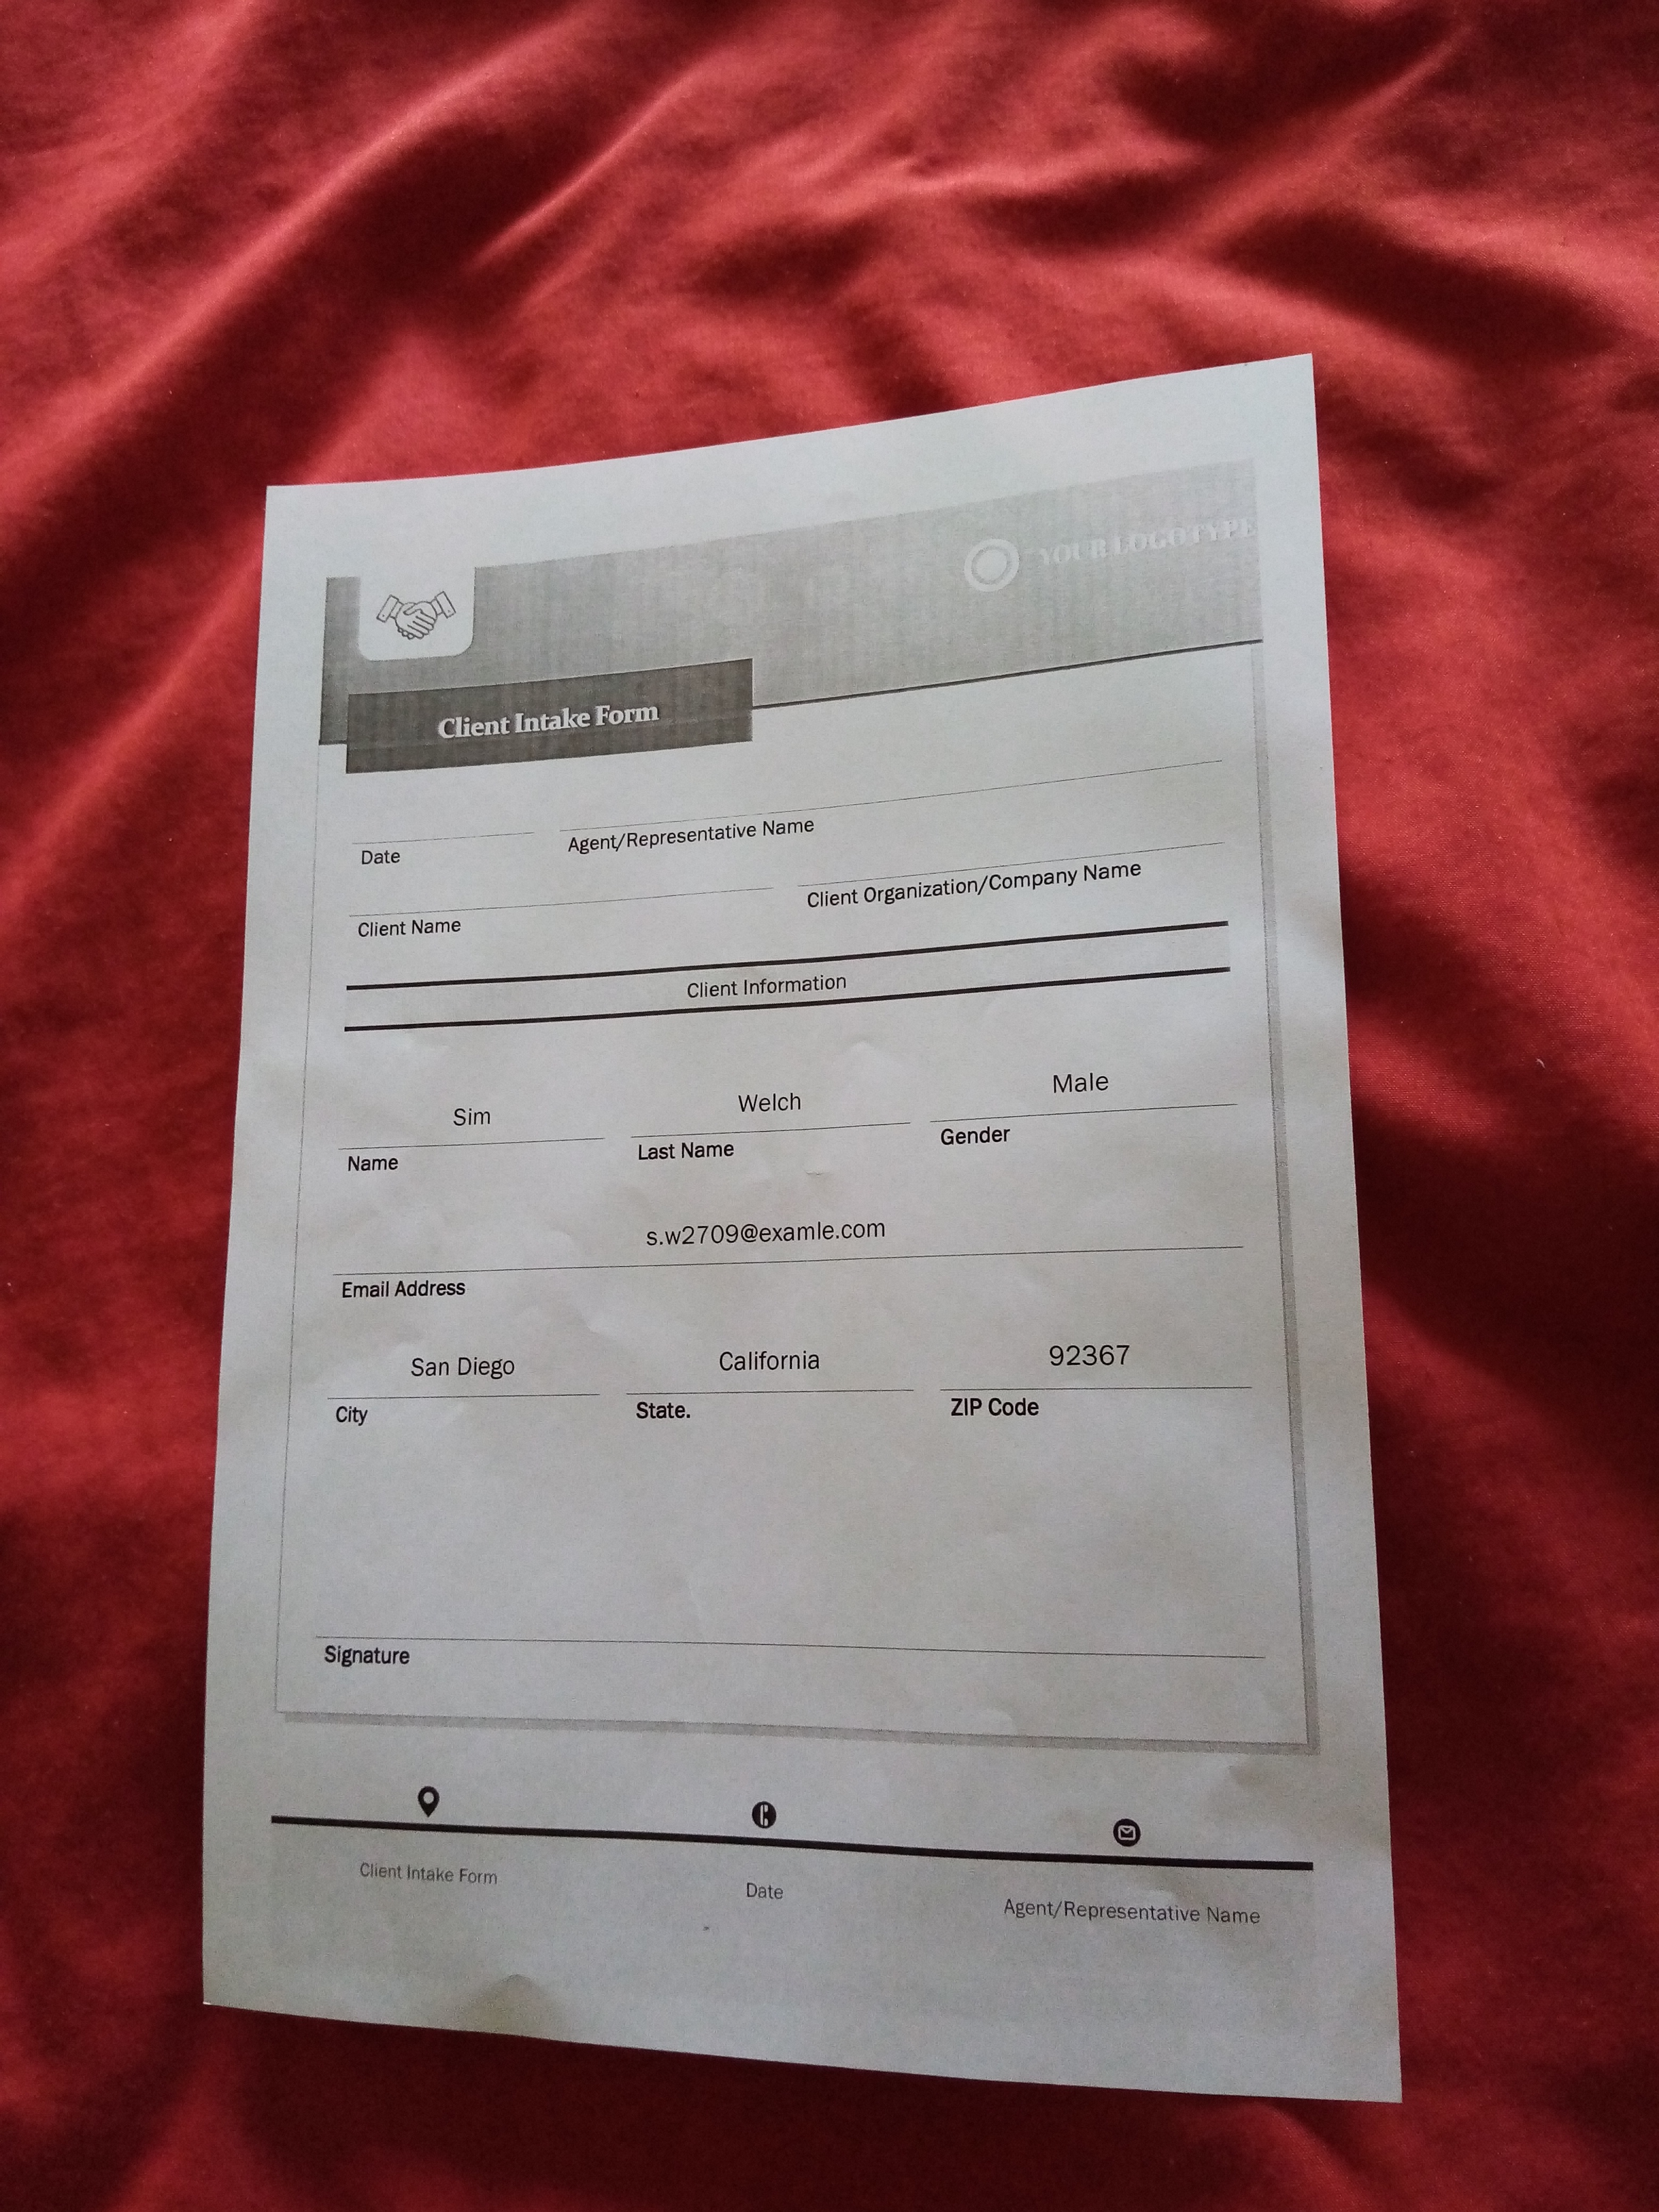 YOUR LOGOTYPE
Client Intake Form
Date Agent/Representative Name
Client Name Client Organization/Company Name
Client Information
Sim Welch Male
Name Last Name Gender
s.w2709@examle.com
Email Address
San Diego California 92367
City State. ZIP Code
Signature
Client Intake Form Date Agent/Representative Name